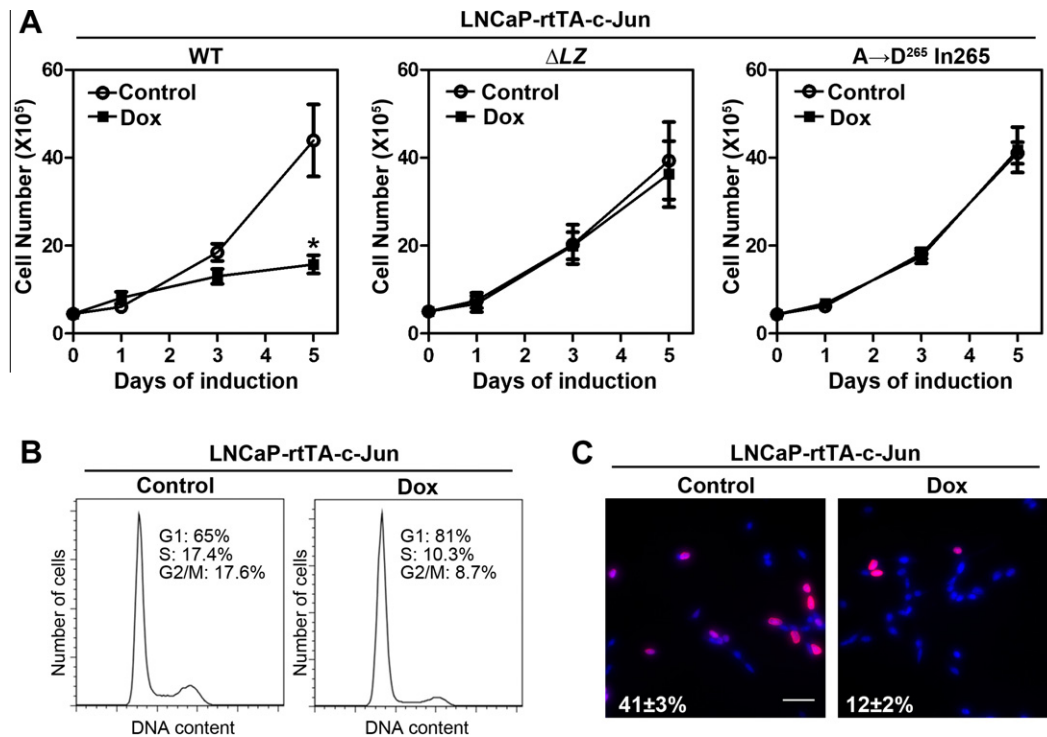 A
LNCaP-rtTA-c-Jun
WT
Cell Number (X10⁵)
60
40
20
0
Control
Dox
*
0 1 2 3 4 5
Days of induction
ΔLZ
Cell Number (X10⁵)
60
40
20
0
Control
Dox
0 1 2 3 4 5
Days of induction
A→D²⁶⁵ In265
Cell Number (X10⁵)
60
40
20
0
Control
Dox
0 1 2 3 4 5
Days of induction
B
LNCaP-rtTA-c-Jun
Control
Number of cells
G1: 65%
S: 17.4%
G2/M: 17.6%
DNA content
Dox
Number of cells
G1: 81%
S: 10.3%
G2/M: 8.7%
DNA content
C
LNCaP-rtTA-c-Jun
Control
41±3%
Dox
12±2%